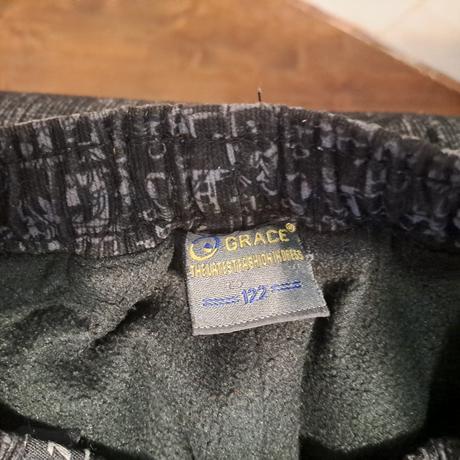 GRACE®
THE LATEST FASHION IN DRESS
122